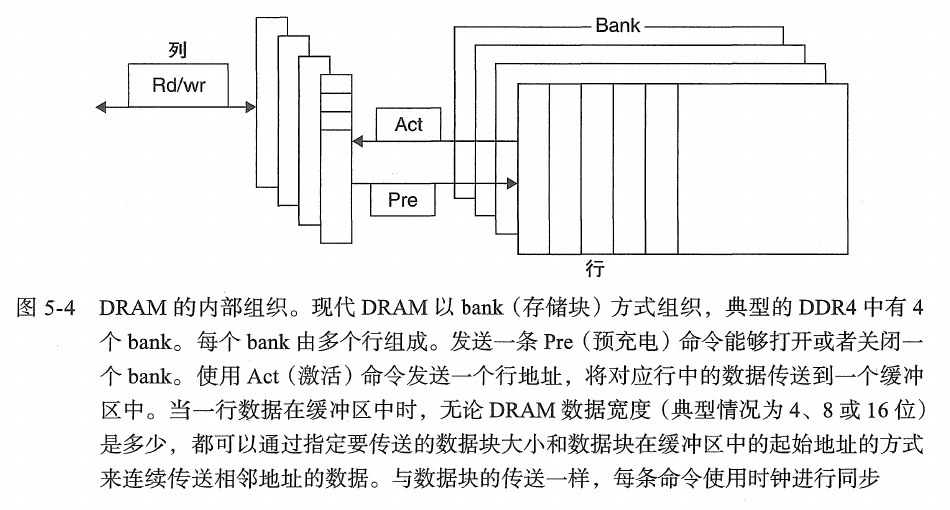 Bank
列
Rd/wr
Act
Pre
行
图 5-4 DRAM 的内部组织。现代 DRAM 以 bank（存储块）方式组织，典型的 DDR4 中有 4
个 bank。每个 bank 由多个行组成。发送一条 Pre（预充电）命令能够打开或者关闭一
个 bank。使用 Act（激活）命令发送一个行地址，将对应行中的数据传送到一个缓冲
区中。当一行数据在缓冲区中时，无论 DRAM 数据宽度（典型情况为 4、8 或 16 位）
是多少，都可以通过指定要传送的数据块大小和数据块在缓冲区中的起始地址的方式
来连续传送相邻地址的数据。与数据块的传送一样，每条命令使用时钟进行同步